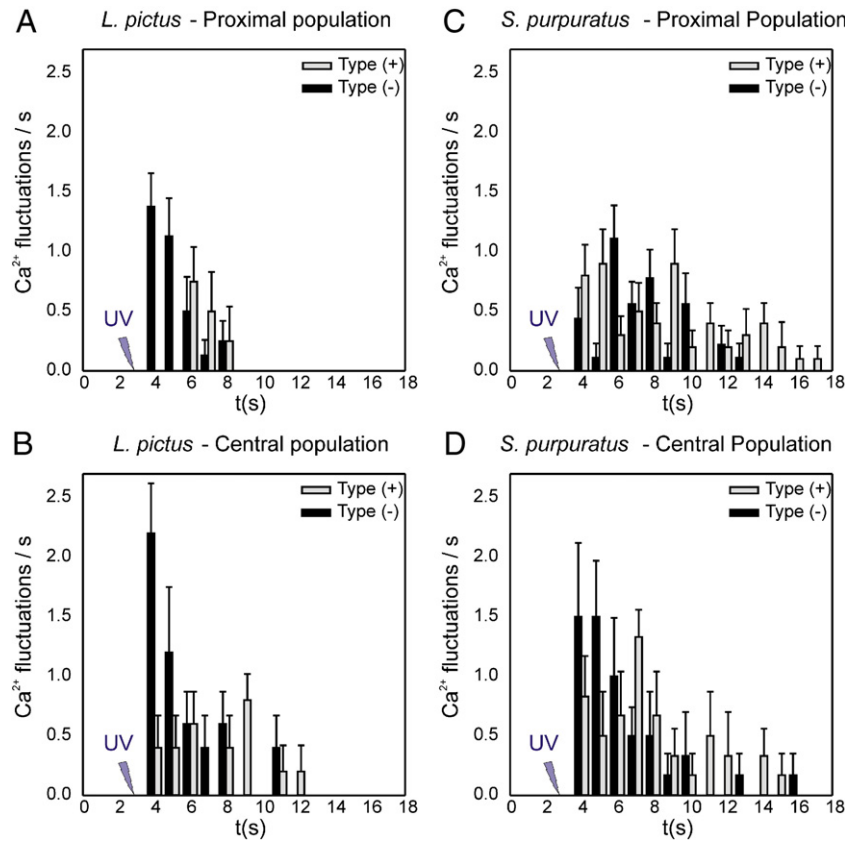 A
L. pictus - Proximal population
Type (+)
Type (-)
Ca2+ fluctuations / s
2.5
2.0
1.5
1.0
0.5
0.0
UV
0 2 4 6 8 10 12 14 16 18
t(s)
B
L. pictus - Central population
Type (+)
Type (-)
Ca2+ fluctuations / s
2.5
2.0
1.5
1.0
0.5
0.0
UV
0 2 4 6 8 10 12 14 16 18
t(s)
C
S. purpuratus - Proximal Population
Type (+)
Type (-)
Ca2+ fluctuations / s
2.5
2.0
1.5
1.0
0.5
0.0
UV
0 2 4 6 8 10 12 14 16 18
t(s)
D
S. purpuratus - Central Population
Type (+)
Type (-)
Ca2+ fluctuations / s
2.5
2.0
1.5
1.0
0.5
0.0
UV
0 2 4 6 8 10 12 14 16 18
t(s)